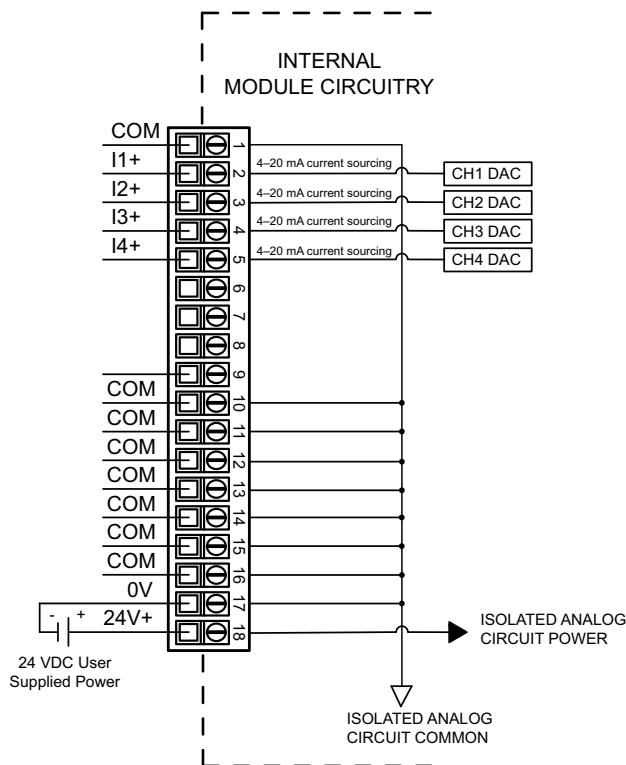 INTERNAL
MODULE CIRCUITRY
COM
1
I1+
2
4–20 mA current sourcing
CH1 DAC
I2+
3
4–20 mA current sourcing
CH2 DAC
I3+
4
4–20 mA current sourcing
CH3 DAC
I4+
5
4–20 mA current sourcing
CH4 DAC
6
7
8
9
COM
10
COM
11
COM
12
COM
13
COM
14
COM
15
COM
16
0V
17
- + 24V+
18
ISOLATED ANALOG
CIRCUIT POWER
24 VDC User
Supplied Power
ISOLATED ANALOG
CIRCUIT COMMON